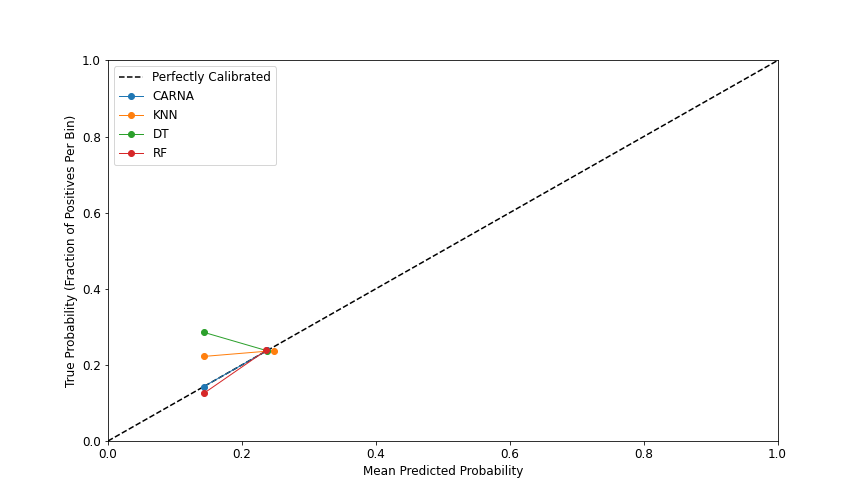 1.0
0.8
0.6
0.4
0.2
0.0
True Probability (Fraction of Positives Per Bin)
Perfectly Calibrated
CARNA
KNN
DT
RF
0.0 0.2 0.4 0.6 0.8 1.0
Mean Predicted Probability